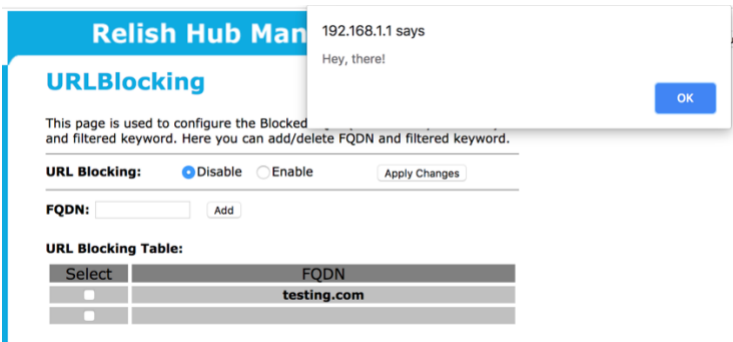 Relish Hub Man
192.168.1.1 says
Hey, there!
OK
URLBlocking
This page is used to configure the Blocked
and filtered keyword. Here you can add/delete FQDN and filtered keyword.
URL Blocking: Disable Enable Apply Changes
FQDN: Add
URL Blocking Table:
Select FQDN
testing.com